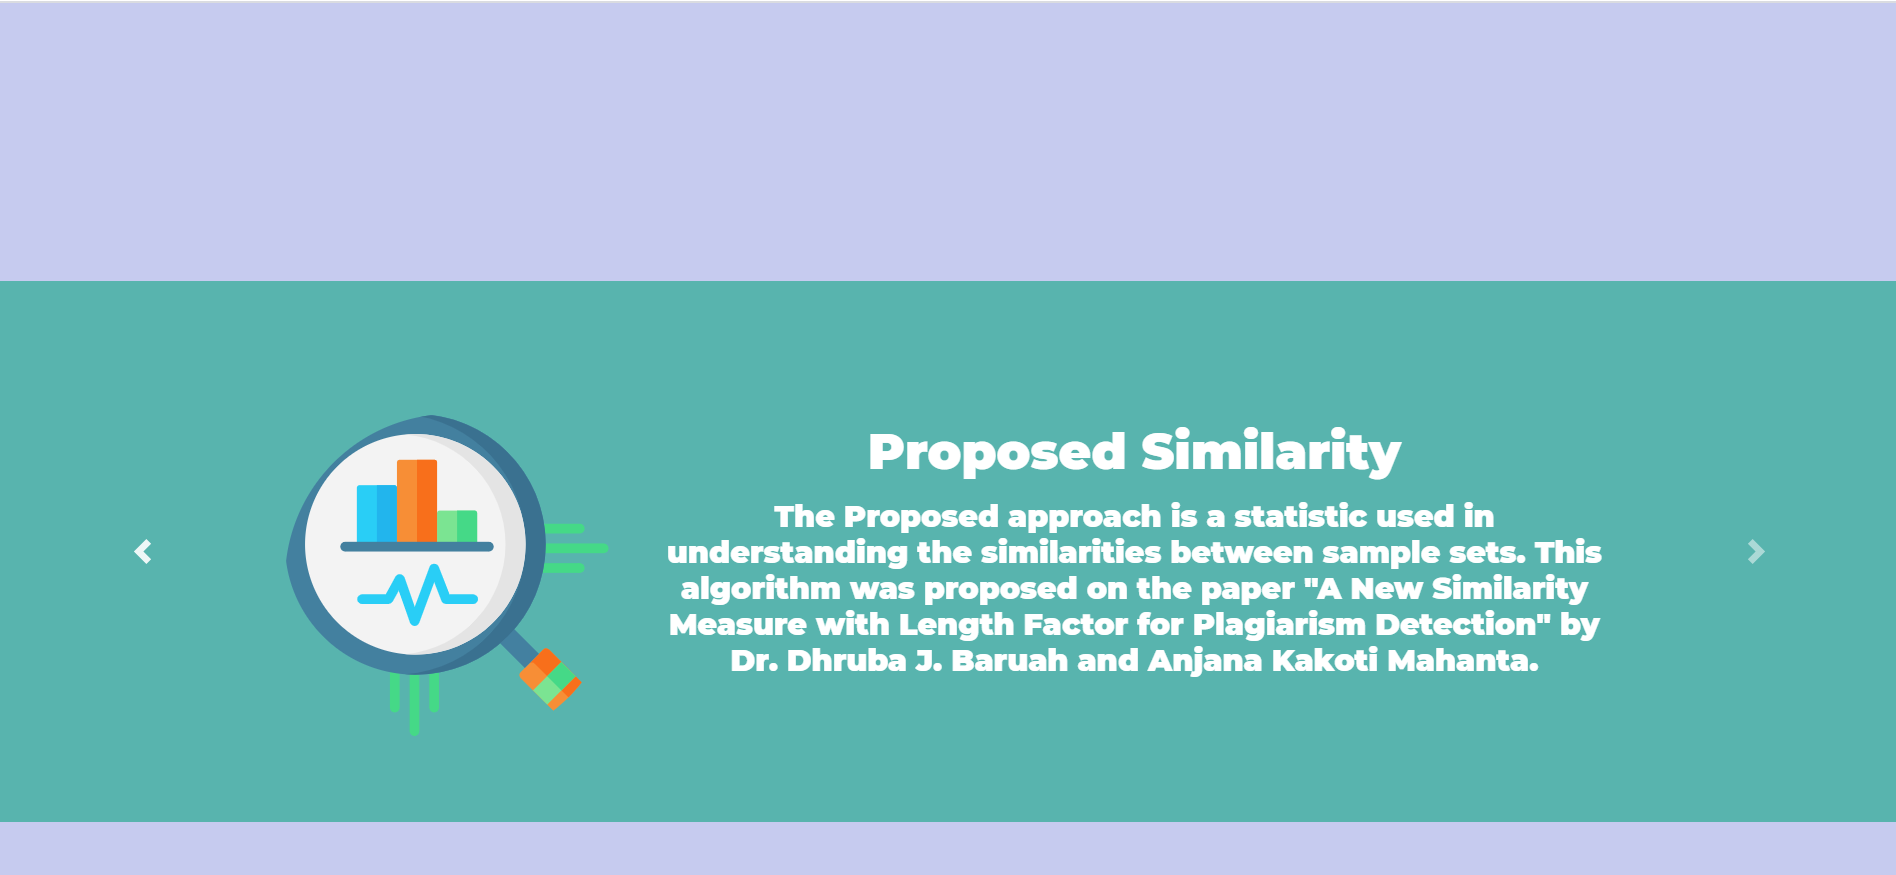 Proposed Similarity
The Proposed approach is a statistic used in
understanding the similarities between sample sets. This
algorithm was proposed on the paper "A New Similarity
Measure with Length Factor for Plagiarism Detection" by
Dr. Dhruba J. Baruah and Anjana Kakoti Mahanta.